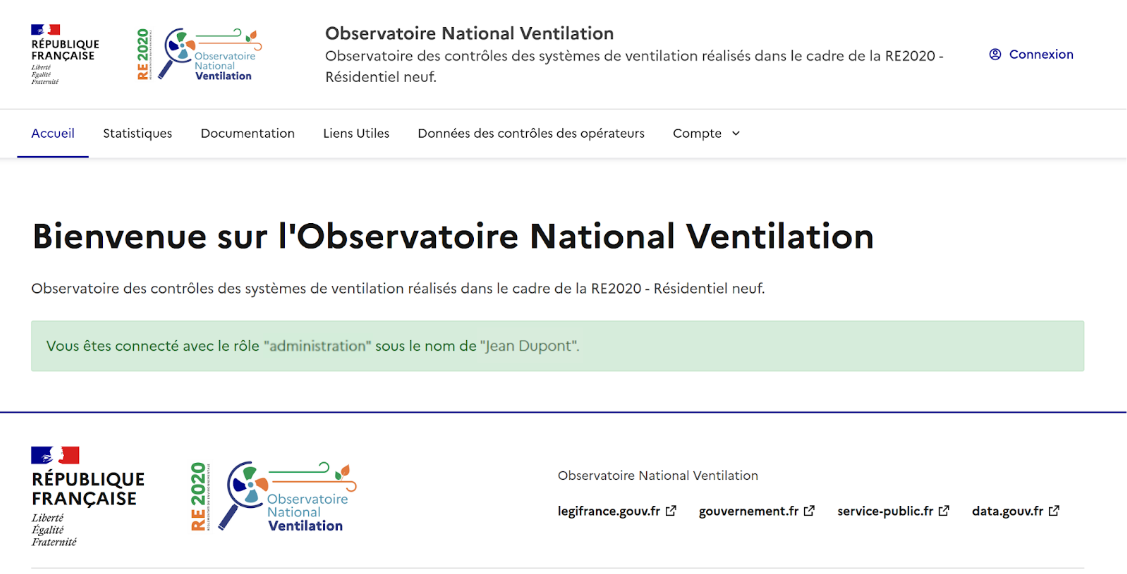 RÉPUBLIQUE
FRANÇAISE
Liberté
Égalité
Fraternité
RE2020
Observatoire
National
Ventilation
Observatoire National Ventilation
Observatoire des contrôles des systèmes de ventilation réalisés dans le cadre de la RE2020 -
Résidentiel neuf.
Connexion
Accueil Statistiques Documentation Liens Utiles Données des contrôles des opérateurs Compte
Bienvenue sur l'Observatoire National Ventilation
Observatoire des contrôles des systèmes de ventilation réalisés dans le cadre de la RE2020 - Résidentiel neuf.
Vous êtes connecté avec le rôle "administration" sous le nom de "Jean Dupont".
RÉPUBLIQUE
FRANÇAISE
Liberté
Égalité
Fraternité
RE2020
Observatoire
National
Ventilation
Observatoire National Ventilation
legifrance.gouv.fr gouvernement.fr service-public.fr data.gouv.fr